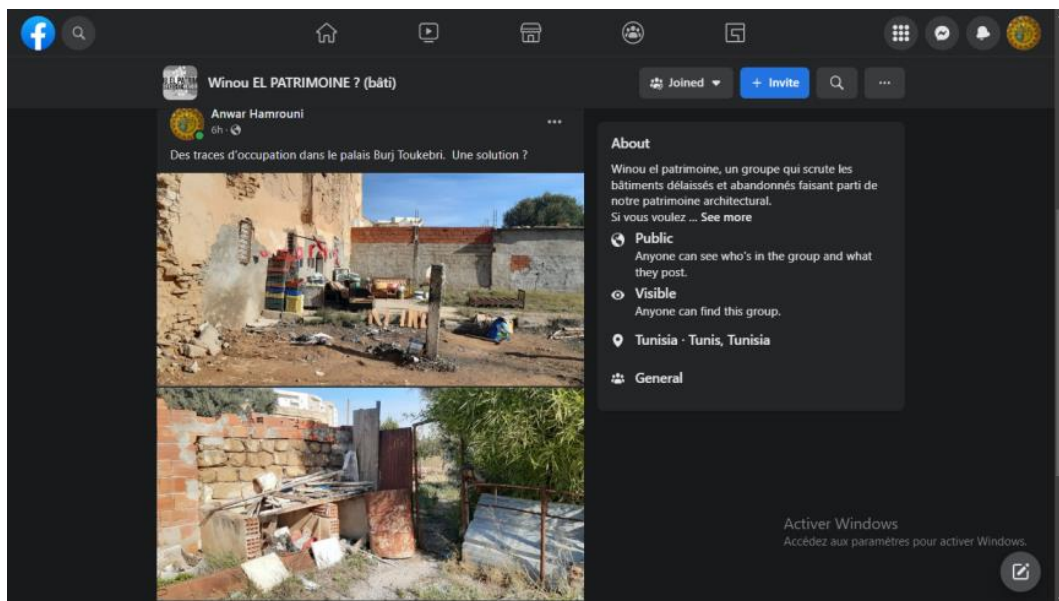 Winou EL PATRIMOINE ? (bâti)
Joined
+ Invite
Anwar Hamrouni
6h ·
Des traces d'occupation dans le palais Burj Toukebri. Une solution ?
About
Winou el patrimoine, un groupe qui scrute les
bâtiments délaissés et abandonnés faisant parti de
notre patrimoine architectural.
Si vous voulez ... See more
Public
Anyone can see who's in the group and what
they post.
Visible
Anyone can find this group.
Tunisia · Tunis, Tunisia
General
Activer Windows
Accédez aux paramètres pour activer Windows.